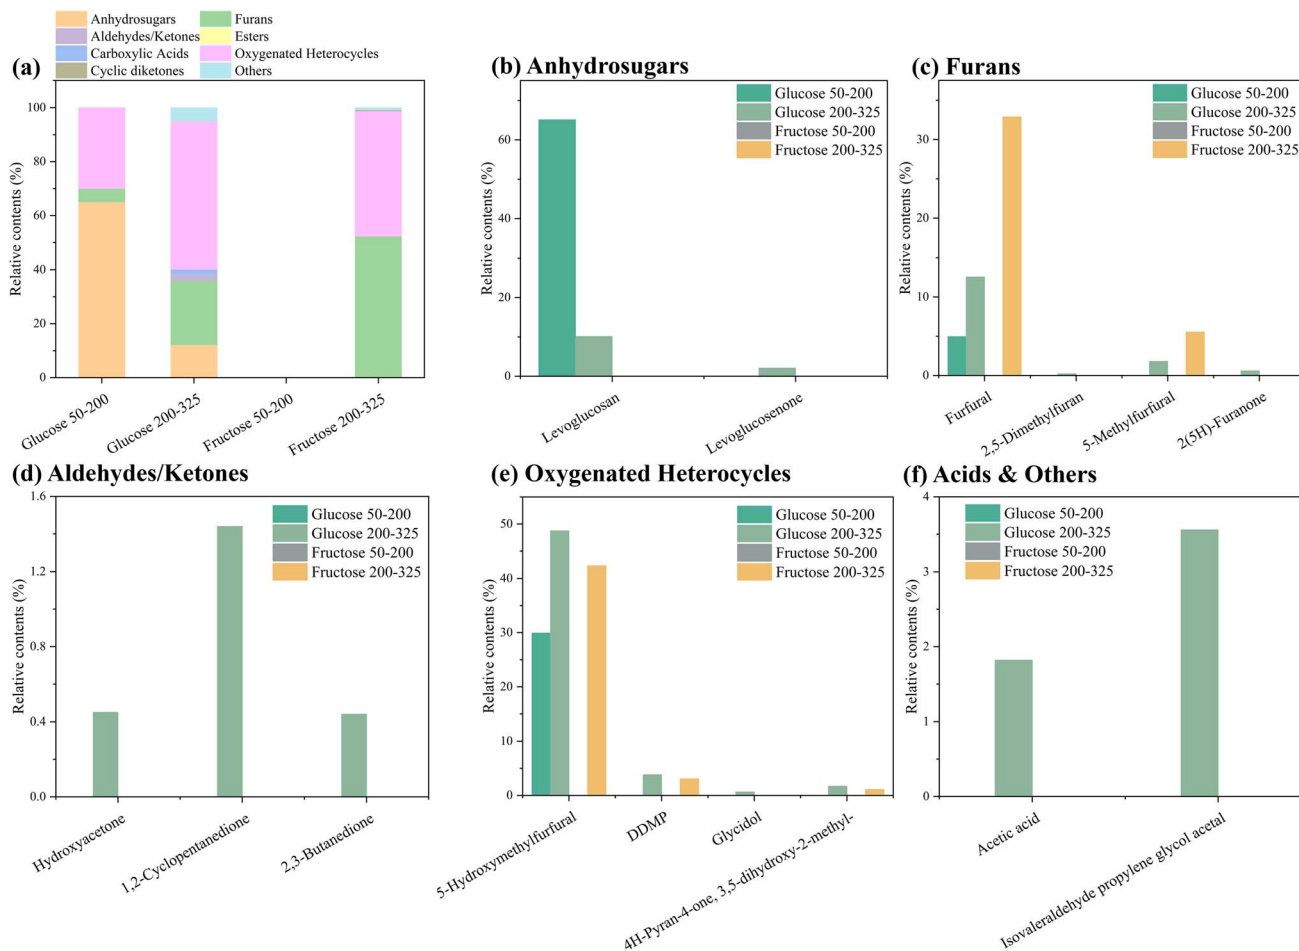 Anhydrosugars
Aldehydes/Ketones
Carboxylic Acids
Cyclic diketones
Furans
Esters
Oxygenated Heterocycles
Others
(a)
Relative contents (%)
100
80
60
40
20
0
Glucose 50-200
Glucose 200-325
Fructose 50-200
Fructose 200-325
(b) Anhydrosugars
Glucose 50-200
Glucose 200-325
Fructose 50-200
Fructose 200-325
Relative contents (%)
60
40
20
0
Levoglucosan
Levoglucosenone
(c) Furans
Glucose 50-200
Glucose 200-325
Fructose 50-200
Fructose 200-325
Relative contents (%)
30
20
10
0
Furfural
2,5-Dimethylfuran
5-Methylfurfural
2(5H)-Furanone
(d) Aldehydes/Ketones
Glucose 50-200
Glucose 200-325
Fructose 50-200
Fructose 200-325
Relative contents (%)
1.6
1.2
0.8
0.4
0.0
Hydroxyacetone
1,2-Cyclopentanedione
2,3-Butanedione
(e) Oxygenated Heterocycles
Glucose 50-200
Glucose 200-325
Fructose 50-200
Fructose 200-325
Relative contents (%)
50
40
30
20
10
0
5-Hydroxymethylfurfural
DDMP
Glycidol
4H-Pyran-4-one, 3,5-dihydroxy-2-methyl-
(f) Acids & Others
Glucose 50-200
Glucose 200-325
Fructose 50-200
Fructose 200-325
Relative contents (%)
4
3
2
1
0
Acetic acid
Isovaleraldehyde propylene glycol acetal